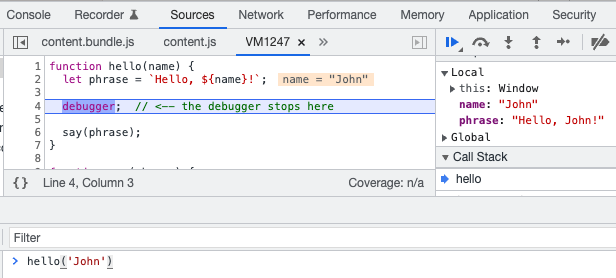 Console Recorder Sources Network Performance Memory Application Security
content.bundle.js content.js VM1247 × »
1 function hello(name) {
2 let phrase = `Hello, ${name}!`; name = "John"
3
4 debugger; // <-- the debugger stops here
5
6 say(phrase);
7 }
8
{} Line 4, Column 3 Coverage: n/a
▼ Local
▶ this: Window
name: "John"
phrase: "Hello, John!"
▶ Global
▼ Call Stack
hello
Filter
> hello('John')